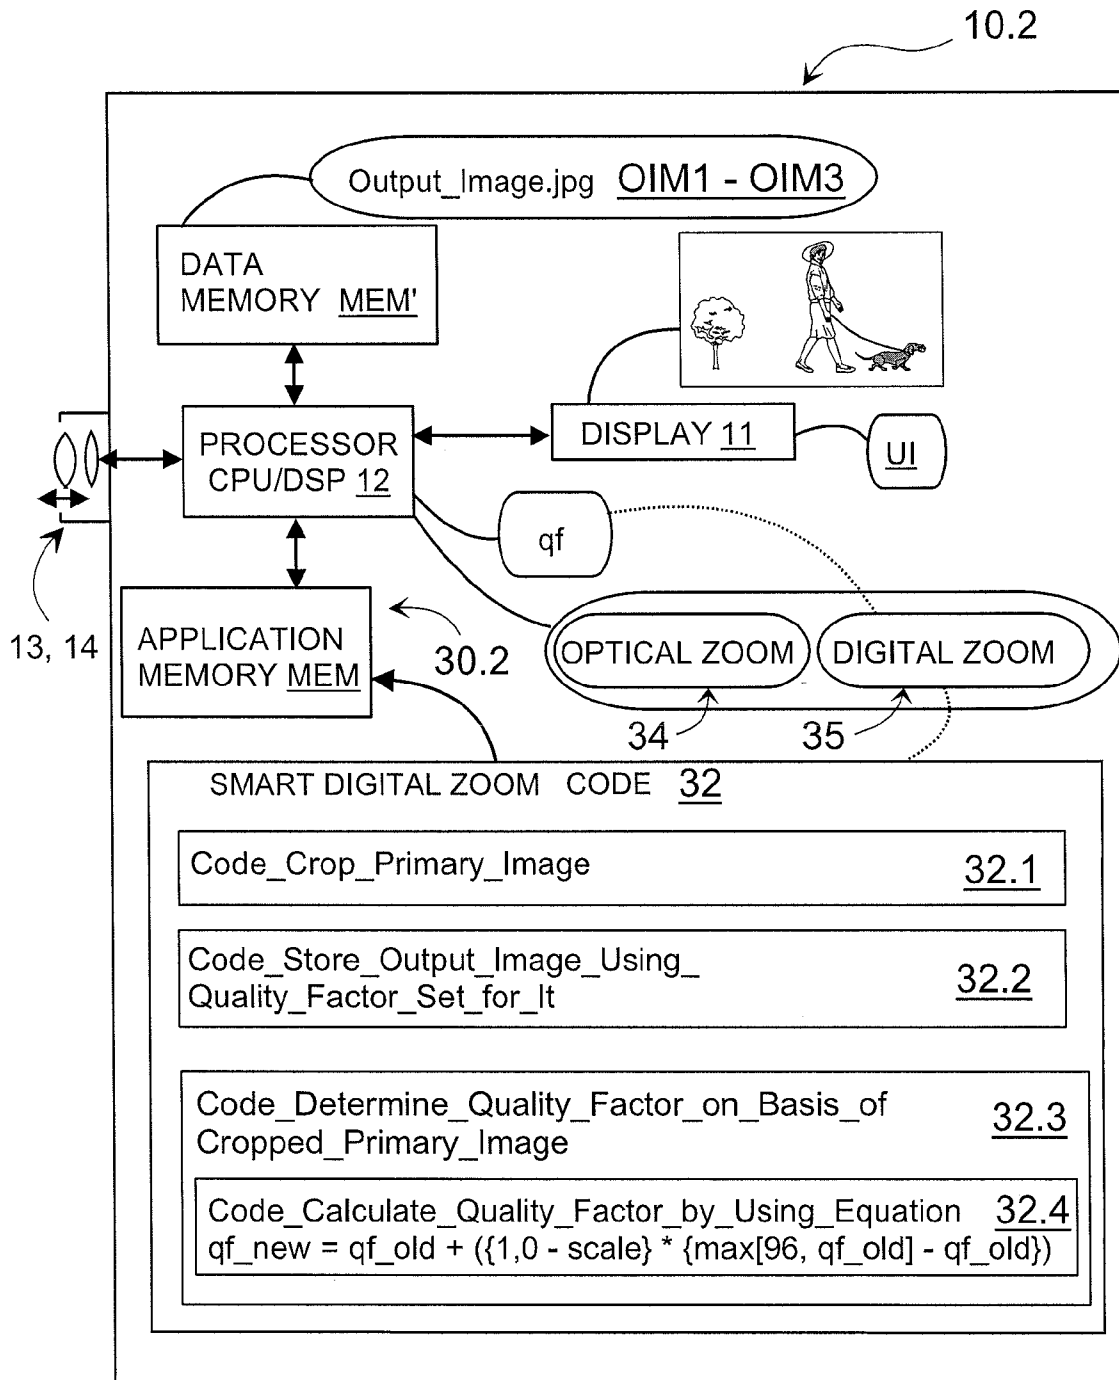 10.2
Output_Image.jpg OIM1 - OIM3
DATA
MEMORY MEM'
PROCESSOR
CPU/DSP 12
DISPLAY 11
UI
qf
13, 14
APPLICATION
MEMORY MEM
30.2
OPTICAL ZOOM
DIGITAL ZOOM
34
35
SMART DIGITAL ZOOM CODE 32
Code_Crop_Primary_Image 32.1
Code_Store_Output_Image_Using_
Quality_Factor_Set_for_It
32.2
Code_Determine_Quality_Factor_on_Basis_of
Cropped_Primary_Image
32.3
Code_Calculate_Quality_Factor_by_Using_Equation 32.4
qf_new = qf_old + ({1,0 - scale} * {max[96, qf_old] - qf_old})